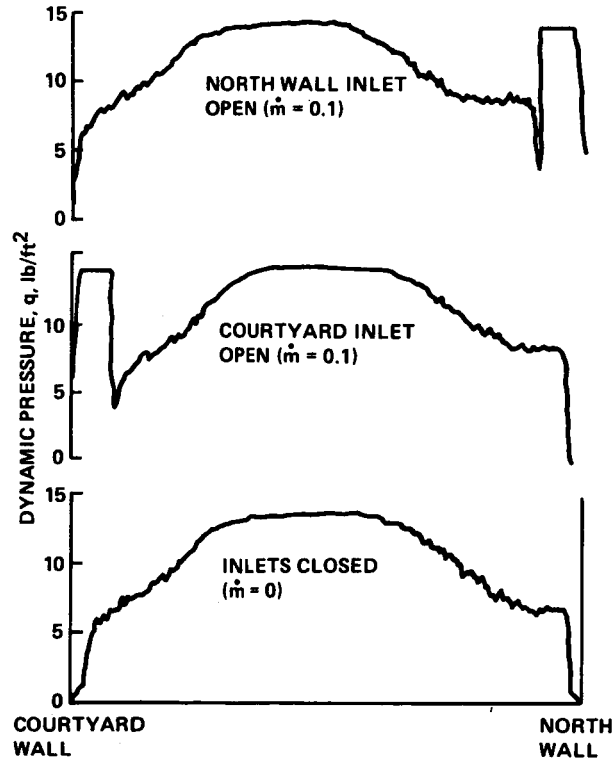 15
10
5
0
NORTH WALL INLET
OPEN (ṁ = 0.1)
DYNAMIC PRESSURE, q, lb/ft²
10
5
0
COURTYARD INLET
OPEN (ṁ = 0.1)
15
10
5
0
INLETS CLOSED
(ṁ = 0)
COURTYARD
WALL
NORTH
WALL